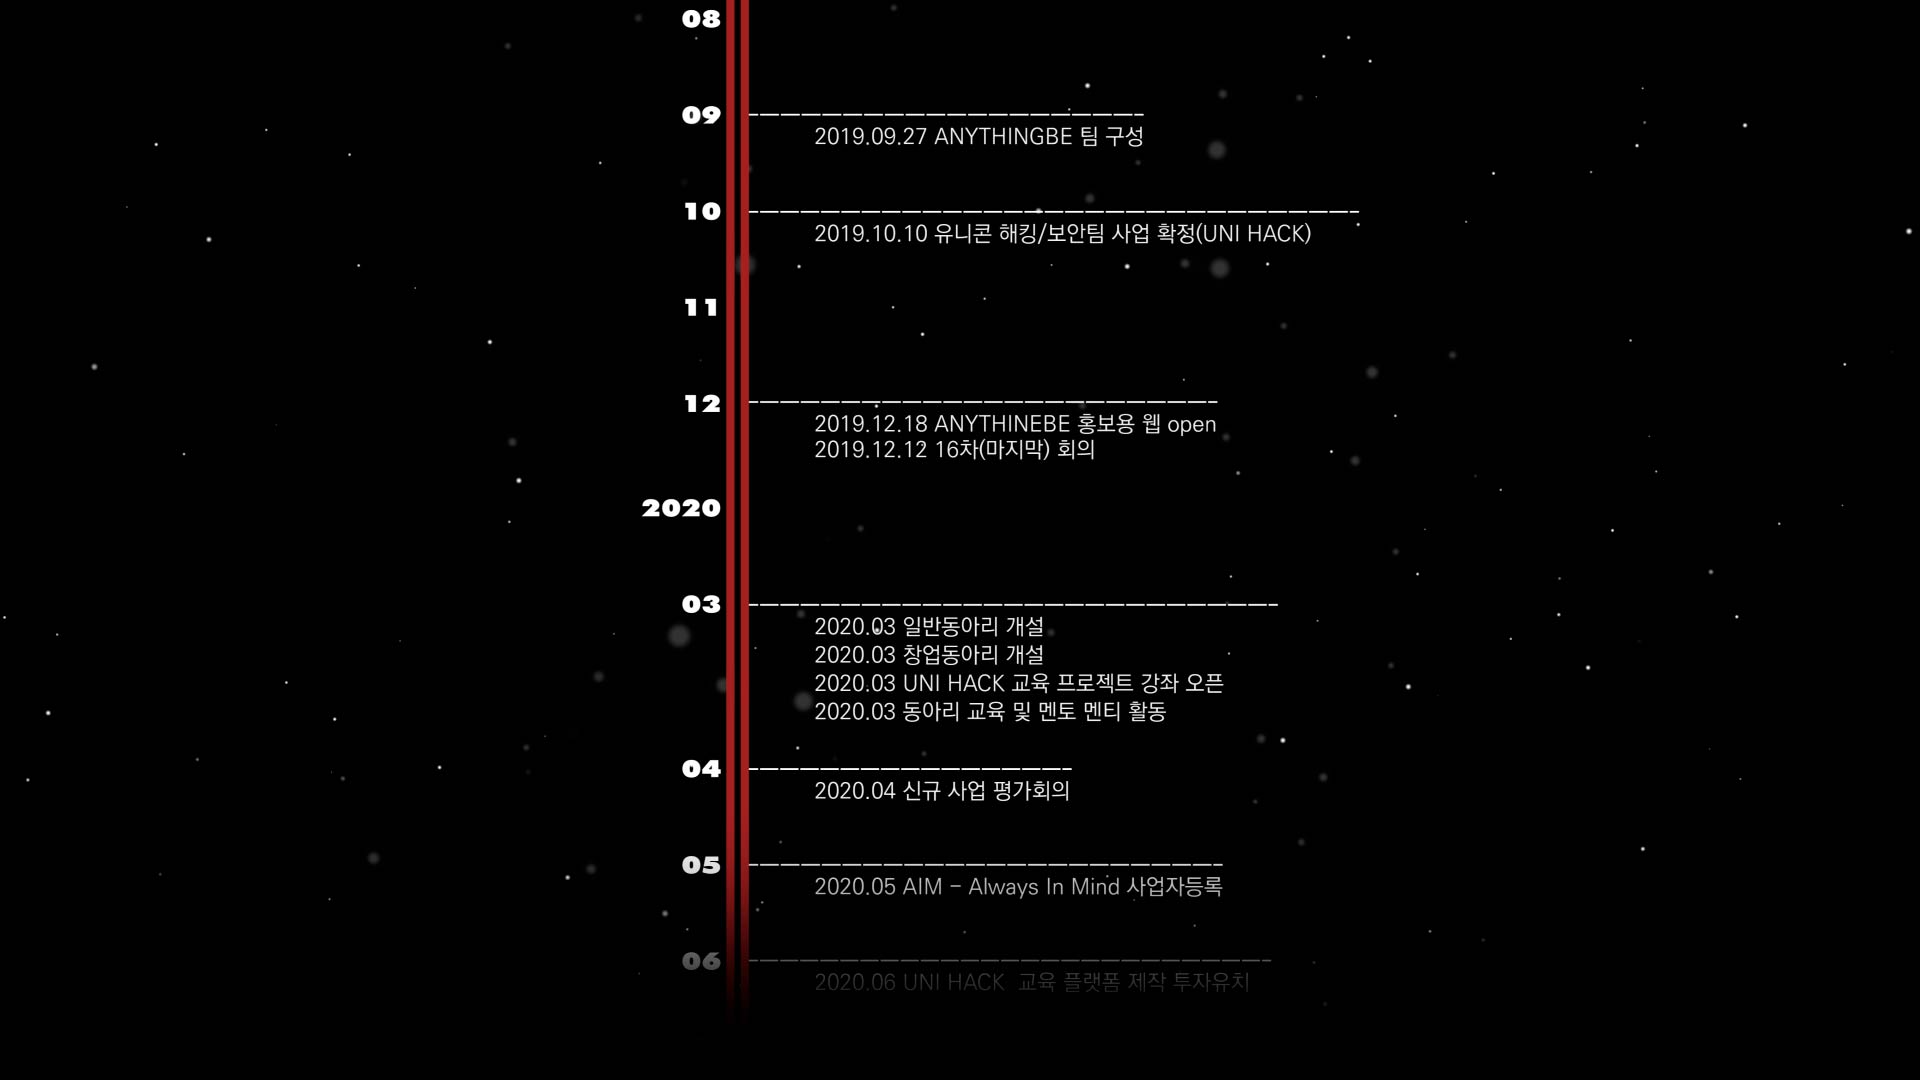 08
09
2019.09.27 ANYTHINGBE 팀 구성
10
2019.10.10 유니콘 해킹/보안팀 사업 확정(UNI HACK)
11
12
2019.12.18 ANYTHINEBE 홍보용 웹 open
2019.12.12 16차(마지막) 회의
2020
03
2020.03 일반동아리 개설
2020.03 창업동아리 개설
2020.03 UNI HACK 교육 프로젝트 강좌 오픈
2020.03 동아리 교육 및 멘토 멘티 활동
04
2020.04 신규 사업 평가회의
05
2020.05 AIM - Always In Mind 사업자등록
06
2020.06 UNI HACK 교육 플랫폼 제작 투자유치